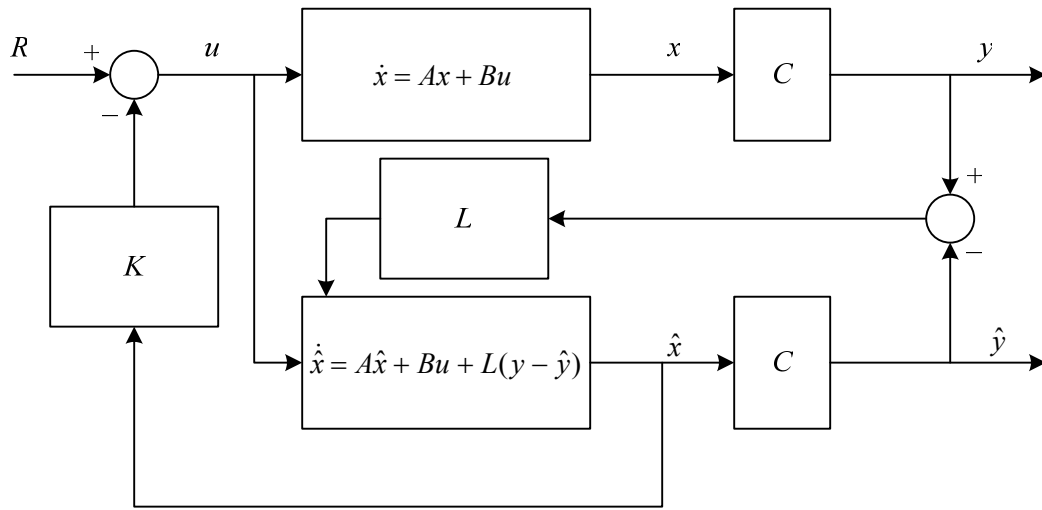 R
+
−
u
ẋ = Ax + Bu
x
C
y
+
−
L
K
x̂̇ = Ax̂ + Bu + L(y − ŷ)
x̂
C
ŷ